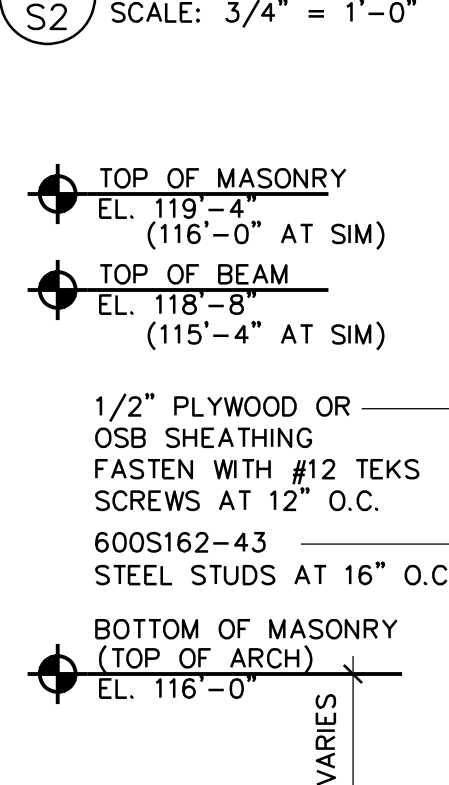 S2 SCALE: 3/4" = 1'-0"
TOP OF MASONRY
EL. 119'-4"
(116'-0" AT SIM)
TOP OF BEAM
EL. 118'-8"
(115'-4" AT SIM)
1/2" PLYWOOD OR
OSB SHEATHING
FASTEN WITH #12 TEKS
SCREWS AT 12" O.C.
600S162-43
STEEL STUDS AT 16" O.C
BOTTOM OF MASONRY
(TOP OF ARCH)
EL. 116'-0"
VARIES